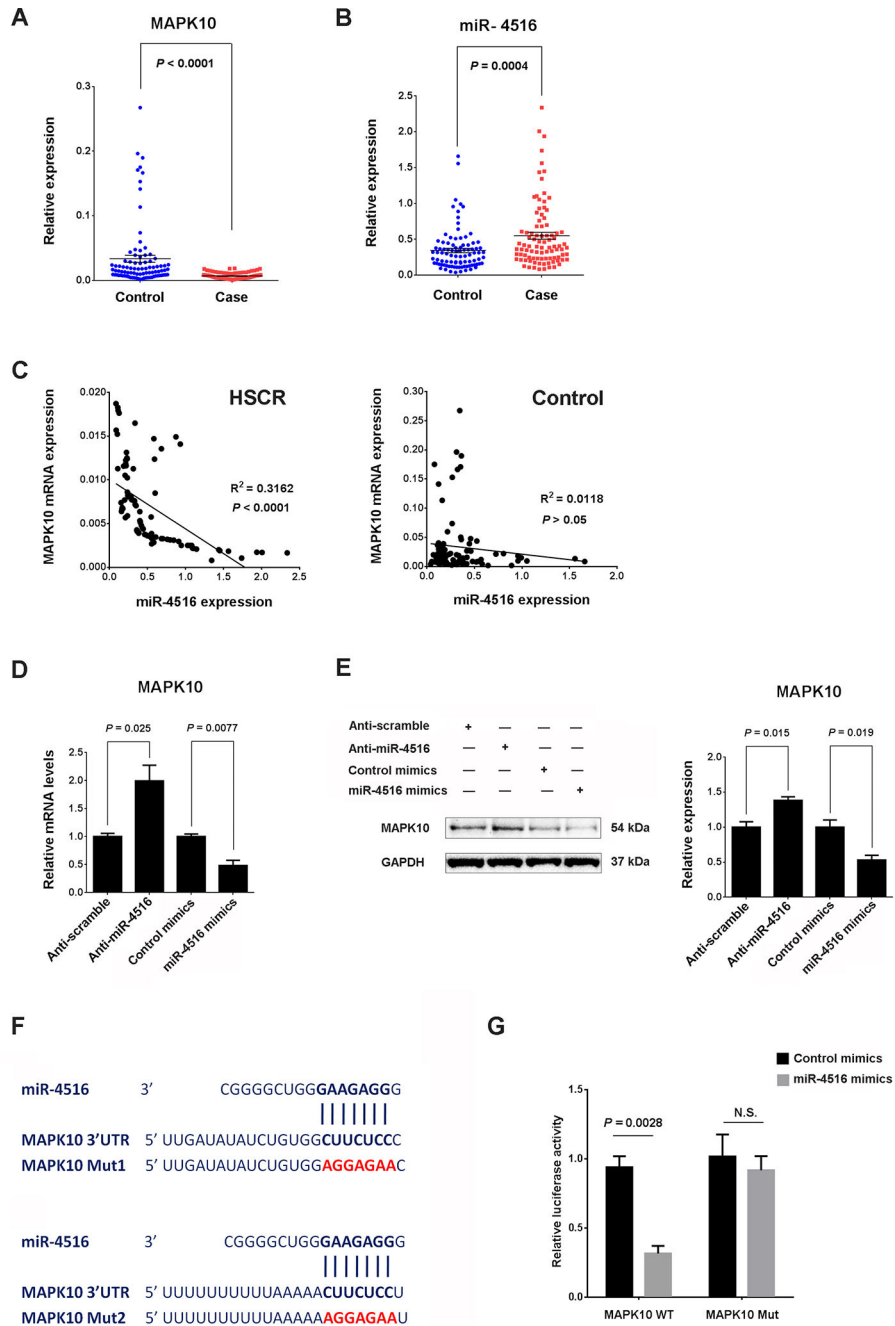 A
MAPK10
P < 0.0001
Relative expression
0.3
0.2
0.1
0.0
Control
Case
B
miR- 4516
P = 0.0004
Relative expression
2.5
2.0
1.5
1.0
0.5
0.0
Control
Case
C
HSCR
MAPK10 mRNA expression
0.020
0.015
0.010
0.005
0.000
R² = 0.3162
P < 0.0001
0.0
0.5
1.0
1.5
2.0
2.5
miR-4516 expression
Control
MAPK10 mRNA expression
0.30
0.25
0.20
0.15
0.10
0.05
0.00
R² = 0.0118
P > 0.05
0.0
0.5
1.0
1.5
2.0
miR-4516 expression
D
MAPK10
P = 0.025
P = 0.0077
Relative mRNA levels
2.5
2.0
1.5
1.0
0.5
0.0
Anti-scramble
Anti-miR-4516
Control mimics
miR-4516 mimics
E
Anti-scramble + — — —
Anti-miR-4516 — + — —
Control mimics — — + —
miR-4516 mimics — — — +
MAPK10 54 kDa
GAPDH 37 kDa
MAPK10
P = 0.015
P = 0.019
Relative expression
2.0
1.5
1.0
0.5
0.0
Anti-scramble
Anti-miR-4516
Control mimics
miR-4516 mimics
F
miR-4516 3′ CGGGGCUGGGAAGAGGG
MAPK10 3′UTR 5′ UUGAUAUAUCUGUGGCUUCUCCC
MAPK10 Mut1 5′ UUGAUAUAUCUGUGGAGGAGAAC
miR-4516 3′ CGGGGCUGGGAAGAGGG
MAPK10 3′UTR 5′ UUUUUUUUUUAAAAACUUCUCCU
MAPK10 Mut2 5′ UUUUUUUUUUAAAAAAGGAGAAU
G
Control mimics
miR-4516 mimics
Relative luciferase activity
1.5
1.0
0.5
0.0
P = 0.0028
N.S.
MAPK10 WT
MAPK10 Mut